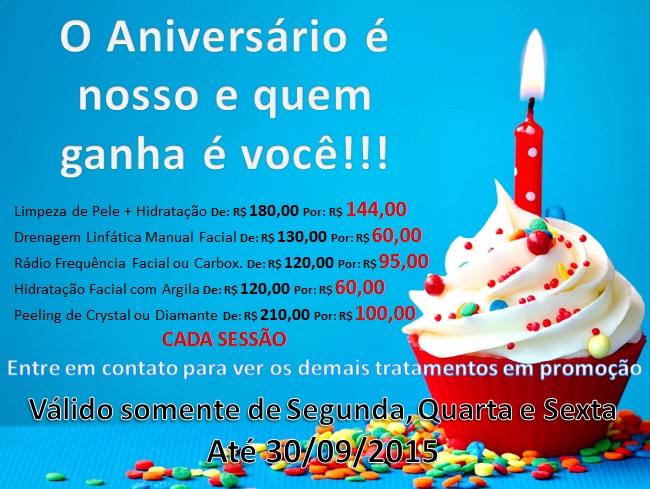 O Aniversário é
nosso e quem
ganha é você!!!
Limpeza de Pele + Hidratação De: R$ 180,00 Por: R$ 144,00
Drenagem Linfática Manual Facial De: R$ 130,00 Por: R$ 60,00
Rádio Frequência Facial ou Carbox. De: R$ 120,00 Por: R$ 95,00
Hidratação Facial com Argila De: R$ 120,00 Por: R$ 60,00
Peeling de Crystal ou Diamante De: R$ 210,00 Por: R$ 100,00
CADA SESSÃO
Entre em contato para ver os demais tratamentos em promoção
Válido somente de Segunda, Quarta e Sexta
Até 30/09/2015